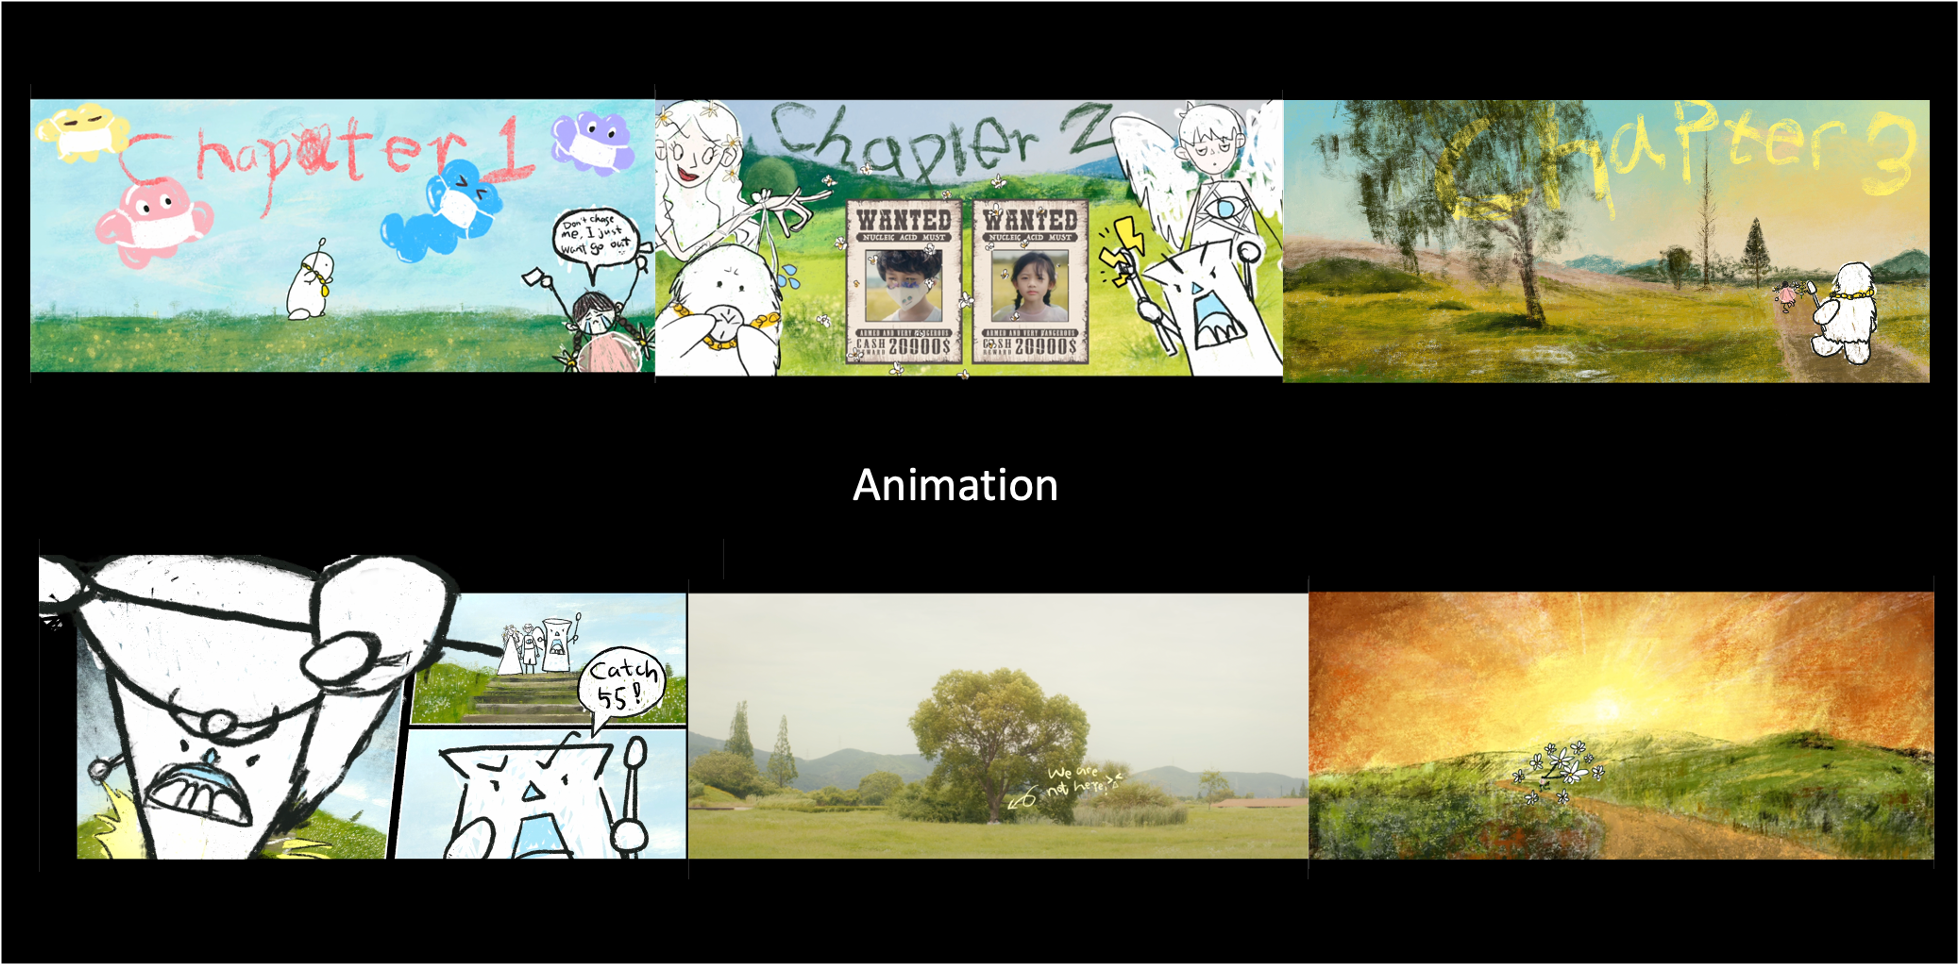 Chapater 1
Don't chase
me, I just
want go out
Chapter 2
WANTED
NUCLEIC ACID MUST
ARMED AND VERY DANGEROUS
CASH
REWARD
20900$
WANTED
NUCLEIC ACID MUST
ARMED AND VERY DANGEROUS
CASH
REWARD
20900$
Chapter 3
Animation
Catch
55!
We are
not here!